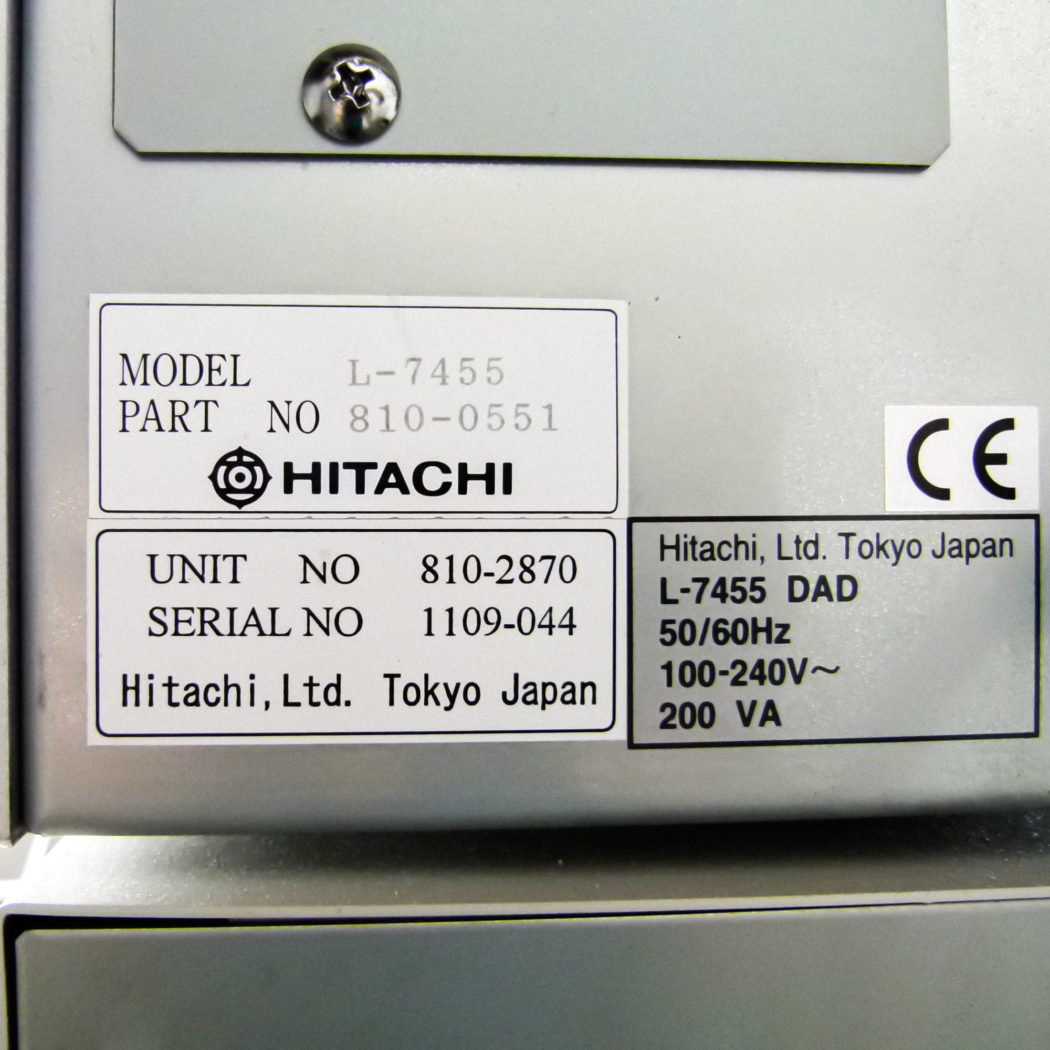 MODEL L-7455
PART NO 810-0551
HITACHI
CE
UNIT NO 810-2870
SERIAL NO 1109-044
Hitachi, Ltd. Tokyo Japan
Hitachi, Ltd. Tokyo Japan
L-7455 DAD
50/60Hz
100-240V~
200 VA